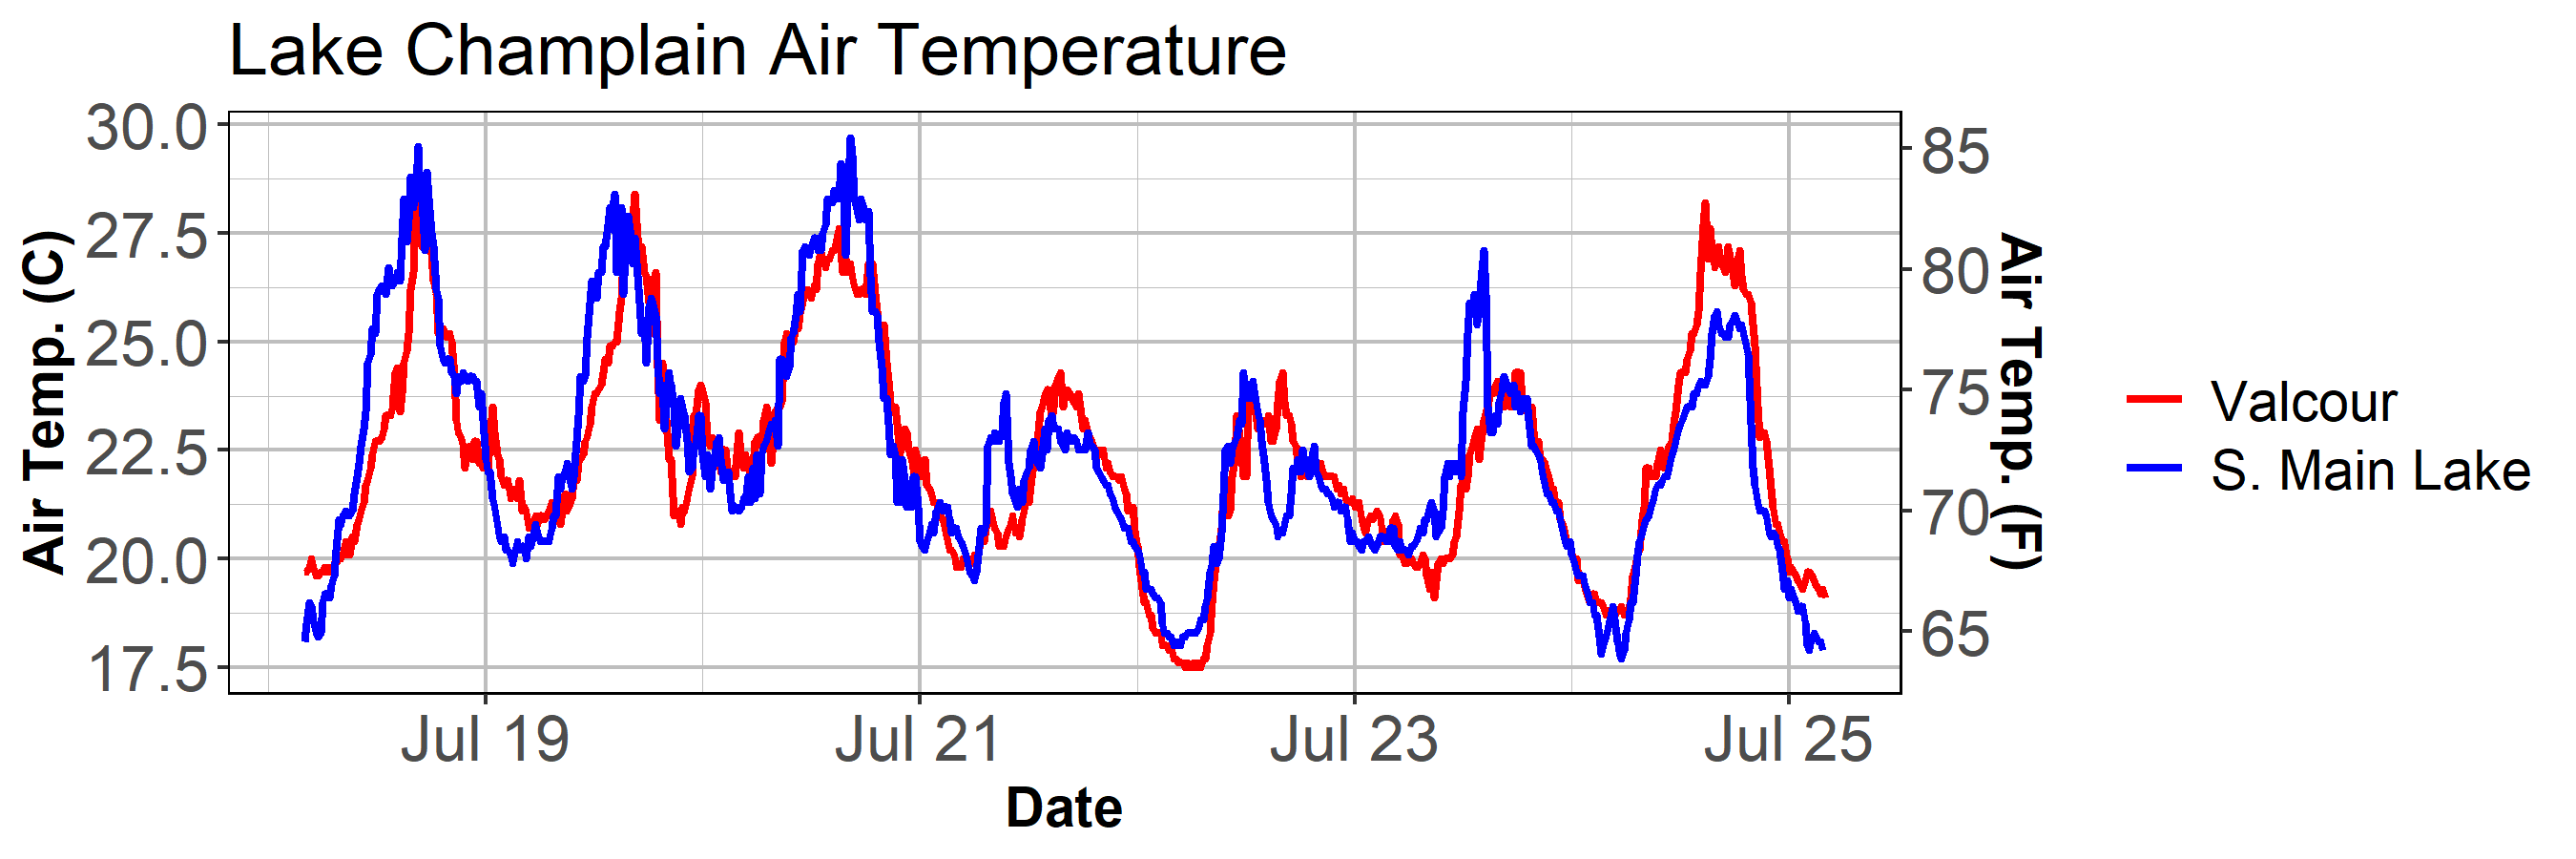 Lake Champlain Air Temperature
Air Temp. (C)
30.0
27.5
25.0
22.5
20.0
17.5
85
80
75
70
65
Air Temp. (F)
Jul 19 Jul 21 Jul 23 Jul 25
Date
Valcour
S. Main Lake